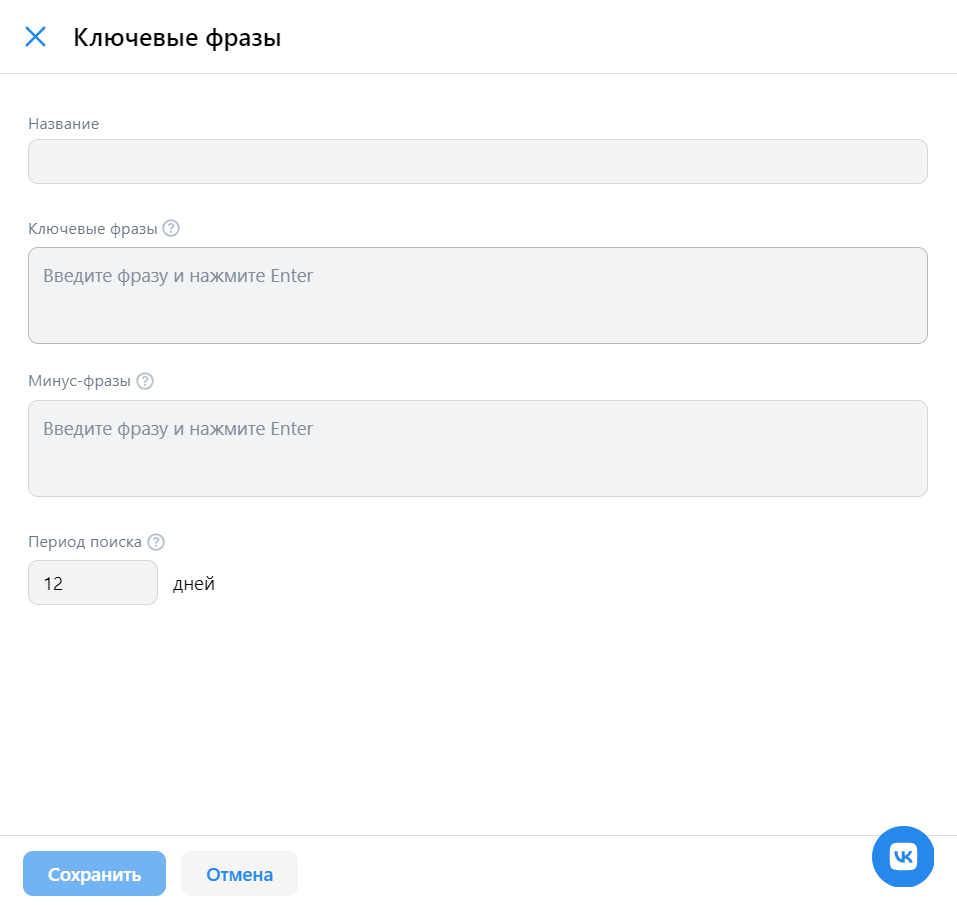 Ключевые фразы
Название
Ключевые фразы ?
Введите фразу и нажмите Enter
Минус-фразы ?
Введите фразу и нажмите Enter
Период поиска ?
12 дней
Сохранить Отмена
VK